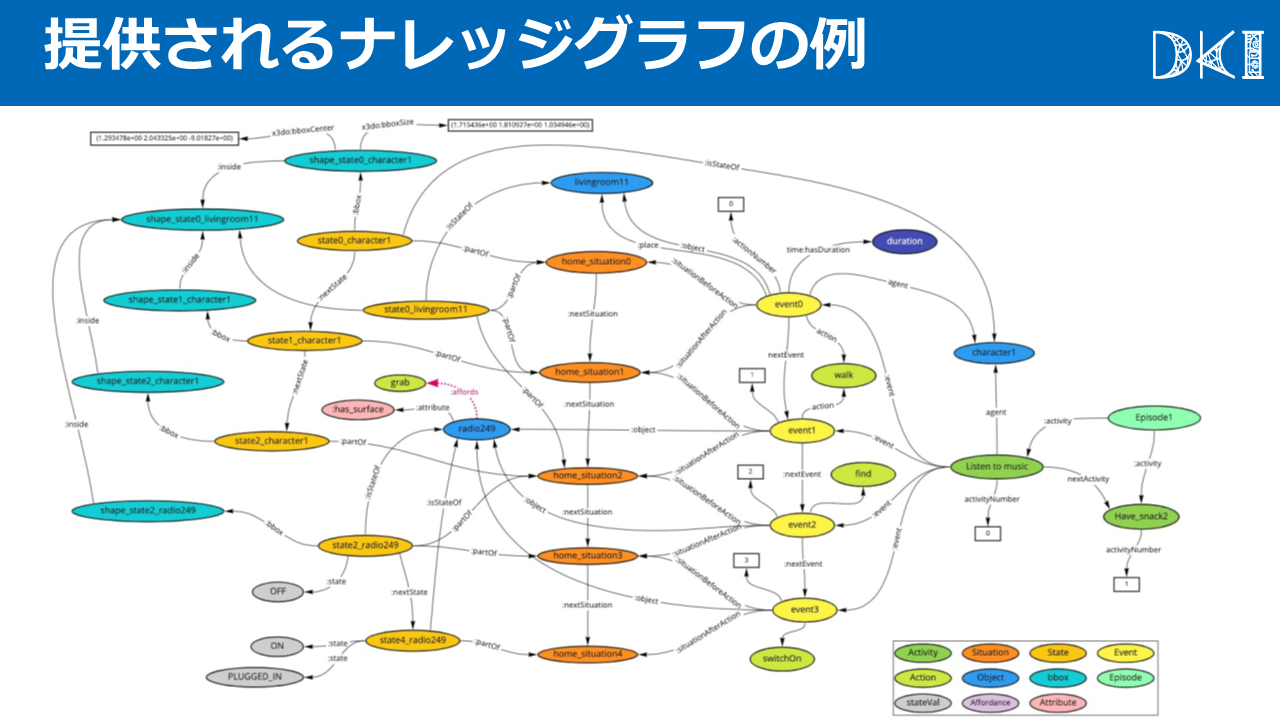 提供されるナレッジグラフの例
DKI
x3do:bboxCenter
x3do:bboxSize
(1.293478e+00 2.043325e+00 -9.01827e+00)
(1.715436e+00 1.810927e+00 1.034946e+00)
shape_state0_character1
:inside
:isStateOf
livingroom11
:bbox
shape_state0_livingroom11
:isStateOf
0
state0_character1
:partOf
:place
:object
:actionNumber
time:hasDuration
duration
:inside
home_situation0
:situationBeforeAction
:nextState
:partOf
agent
shape_state1_character1
state0_livingroom11
event0
:inside
:bbox
:partOf
:nextSituation
:situationAfterAction
action
state1_character1
:partOf
nextEvent
character1
:nextState
home_situation1
1
walk
:event
shape_state2_character1
grab
:affords
:partOf
:situationBeforeAction
:has_surface
:attribute
:nextSituation
action
agent
:inside
radio249
:object
event1
:event
:activity
Episode1
:bbox
state2_character1
:partOf
:situationAfterAction
:isStateOf
home_situation2
2
:nextEvent
find
Listen to music
:activity
nextActivity
:isStateOf
:object
:situationBeforeAction
activityNumber
shape_state2_radio249
:nextSituation
:event
Have_snack2
:bbox
:partOf
event2
0
state2_radio249
:partOf
home_situation3
:situationAfterAction
:event
activityNumber
:state
:nextState
3
:nextEvent
1
OFF
:object
:situationBeforeAction
:nextSituation
event3
ON
:state
state4_radio249
:partOf
:situationAfterAction
:state
home_situation4
switchOn
PLUGGED_IN
Activity
Situation
State
Event
Action
Object
bbox
Episode
stateVal
Affordance
Attribute